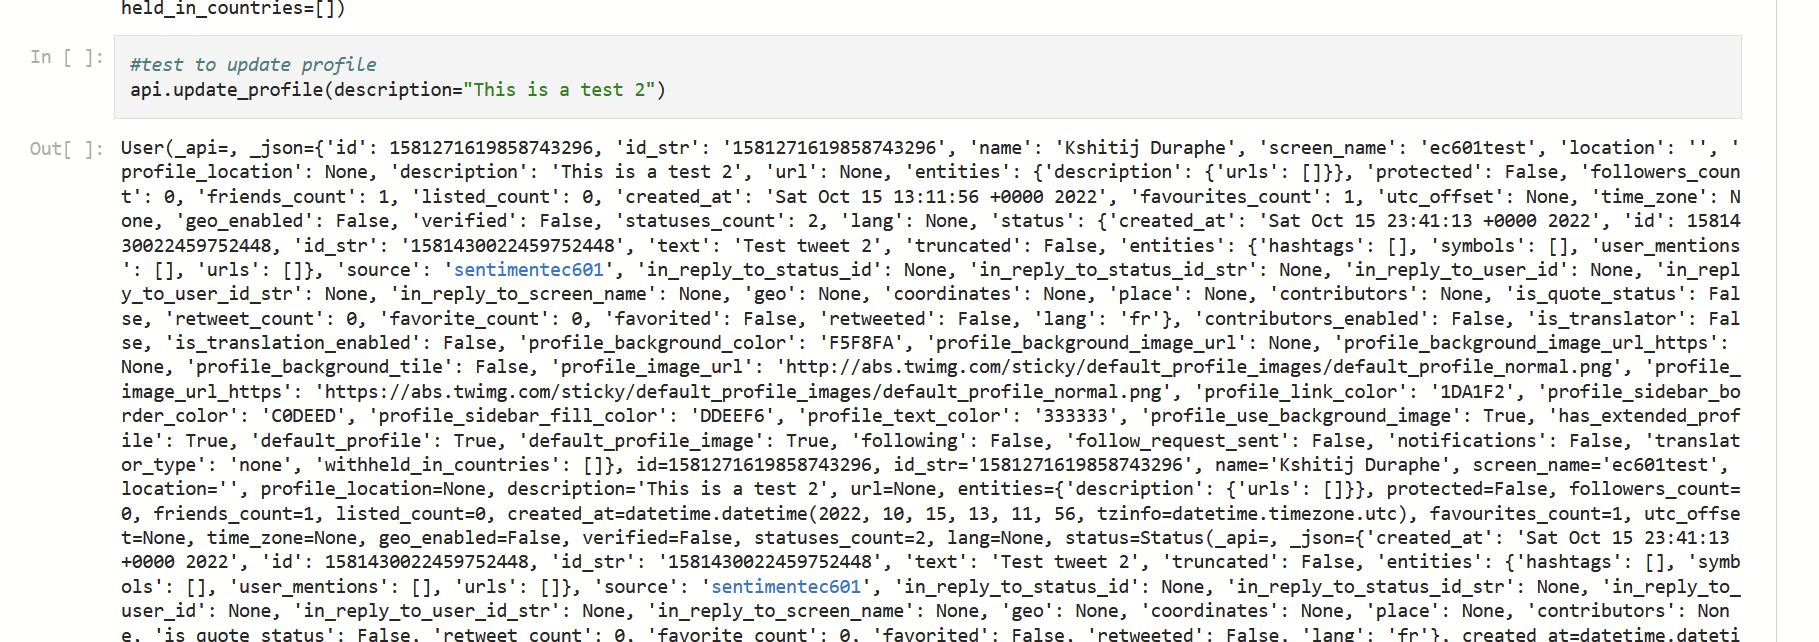 held_in_countries=[])
In [ ]:
#test to update profile
api.update_profile(description="This is a test 2")
Out[ ]:
User(_api=, _json={'id': 1581271619858743296, 'id_str': '1581271619858743296', 'name': 'Kshitij Duraphe', 'screen_name': 'ec601test', 'location': '', '
profile_location': None, 'description': 'This is a test 2', 'url': None, 'entities': {'description': {'urls': []}}, 'protected': False, 'followers_coun
t': 0, 'friends_count': 1, 'listed_count': 0, 'created_at': 'Sat Oct 15 13:11:56 +0000 2022', 'favourites_count': 1, 'utc_offset': None, 'time_zone': N
one, 'geo_enabled': False, 'verified': False, 'statuses_count': 2, 'lang': None, 'status': {'created_at': 'Sat Oct 15 23:41:13 +0000 2022', 'id': 15814
30022459752448, 'id_str': '1581430022459752448', 'text': 'Test tweet 2', 'truncated': False, 'entities': {'hashtags': [], 'symbols': [], 'user_mentions
': [], 'urls': []}, 'source': 'sentimentec601', 'in_reply_to_status_id': None, 'in_reply_to_status_id_str': None, 'in_reply_to_user_id': None, 'in_repl
y_to_user_id_str': None, 'in_reply_to_screen_name': None, 'geo': None, 'coordinates': None, 'place': None, 'contributors': None, 'is_quote_status': Fal
se, 'retweet_count': 0, 'favorite_count': 0, 'favorited': False, 'retweeted': False, 'lang': 'fr'}, 'contributors_enabled': False, 'is_translator': Fal
se, 'is_translation_enabled': False, 'profile_background_color': 'F5F8FA', 'profile_background_image_url': None, 'profile_background_image_url_https':
None, 'profile_background_tile': False, 'profile_image_url': 'http://abs.twimg.com/sticky/default_profile_images/default_profile_normal.png', 'profile_
image_url_https': 'https://abs.twimg.com/sticky/default_profile_images/default_profile_normal.png', 'profile_link_color': '1DA1F2', 'profile_sidebar_bo
rder_color': 'C0DEED', 'profile_sidebar_fill_color': 'DDEEF6', 'profile_text_color': '333333', 'profile_use_background_image': True, 'has_extended_prof
ile': True, 'default_profile': True, 'default_profile_image': True, 'following': False, 'follow_request_sent': False, 'notifications': False, 'translat
or_type': 'none', 'withheld_in_countries': []}, id=1581271619858743296, id_str='1581271619858743296', name='Kshitij Duraphe', screen_name='ec601test',
location='', profile_location=None, description='This is a test 2', url=None, entities={'description': {'urls': []}}, protected=False, followers_count=
0, friends_count=1, listed_count=0, created_at=datetime.datetime(2022, 10, 15, 13, 11, 56, tzinfo=datetime.timezone.utc), favourites_count=1, utc_offse
t=None, time_zone=None, geo_enabled=False, verified=False, statuses_count=2, lang=None, status=Status(_api=, _json={'created_at': 'Sat Oct 15 23:41:13
+0000 2022', 'id': 1581430022459752448, 'id_str': '1581430022459752448', 'text': 'Test tweet 2', 'truncated': False, 'entities': {'hashtags': [], 'symb
ols': [], 'user_mentions': [], 'urls': []}, 'source': 'sentimentec601', 'in_reply_to_status_id': None, 'in_reply_to_status_id_str': None, 'in_reply_to_
user_id': None, 'in_reply_to_user_id_str': None, 'in_reply_to_screen_name': None, 'geo': None, 'coordinates': None, 'place': None, 'contributors': Non
e, 'is_quote_status': False, 'retweet_count': 0, 'favorite_count': 0, 'favorited': False, 'retweeted': False, 'lang': 'fr'}, created_at=datetime.dateti